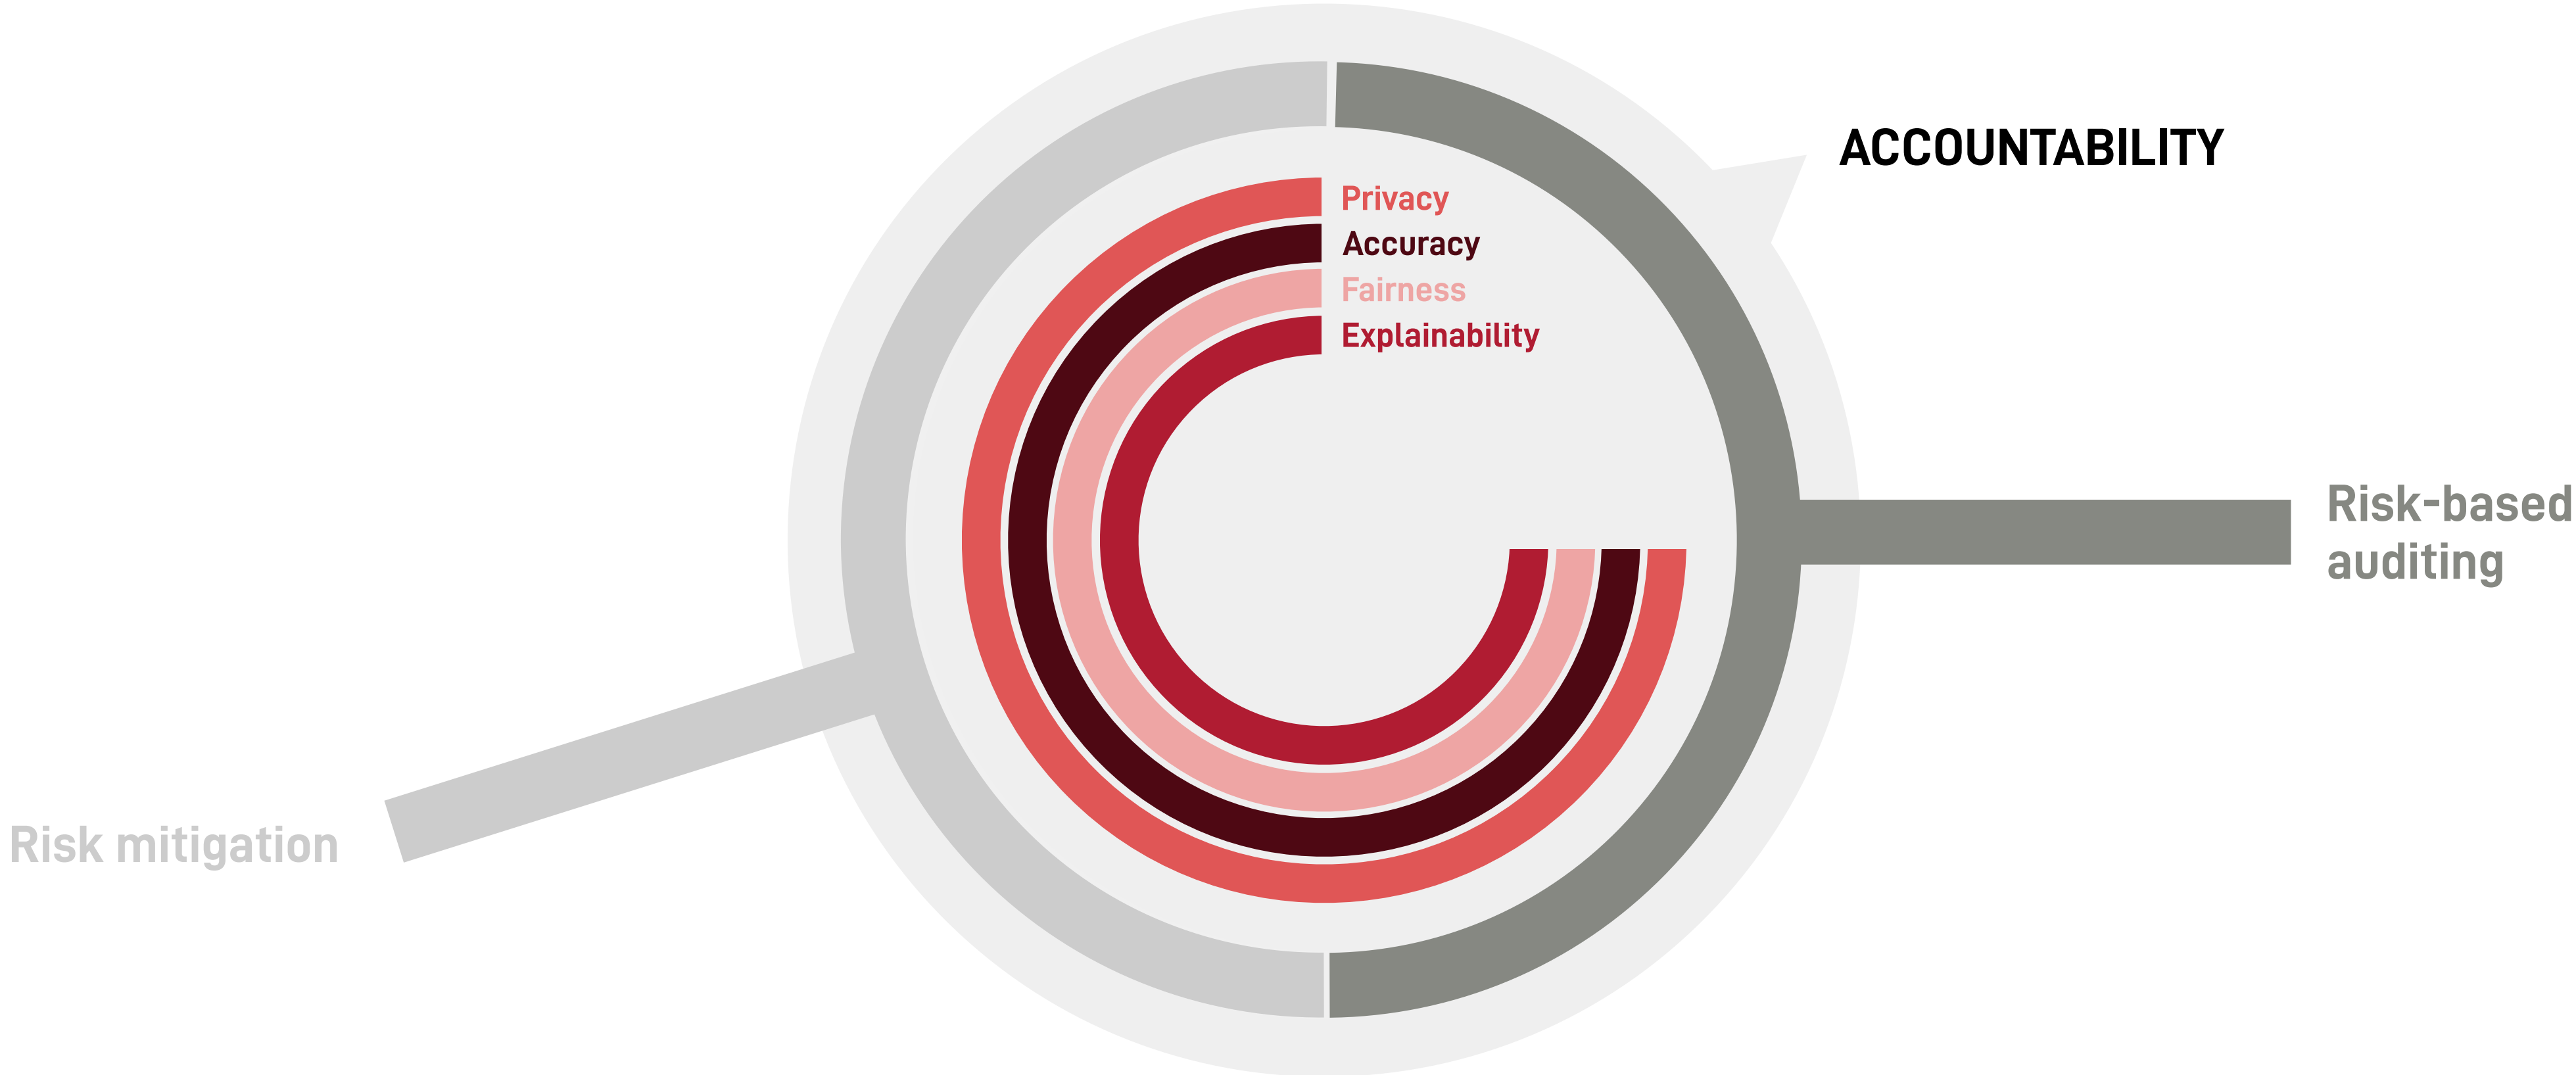 ACCOUNTABILITY
Privacy
Accuracy
Fairness
Explainability
Risk-based
auditing
Risk mitigation